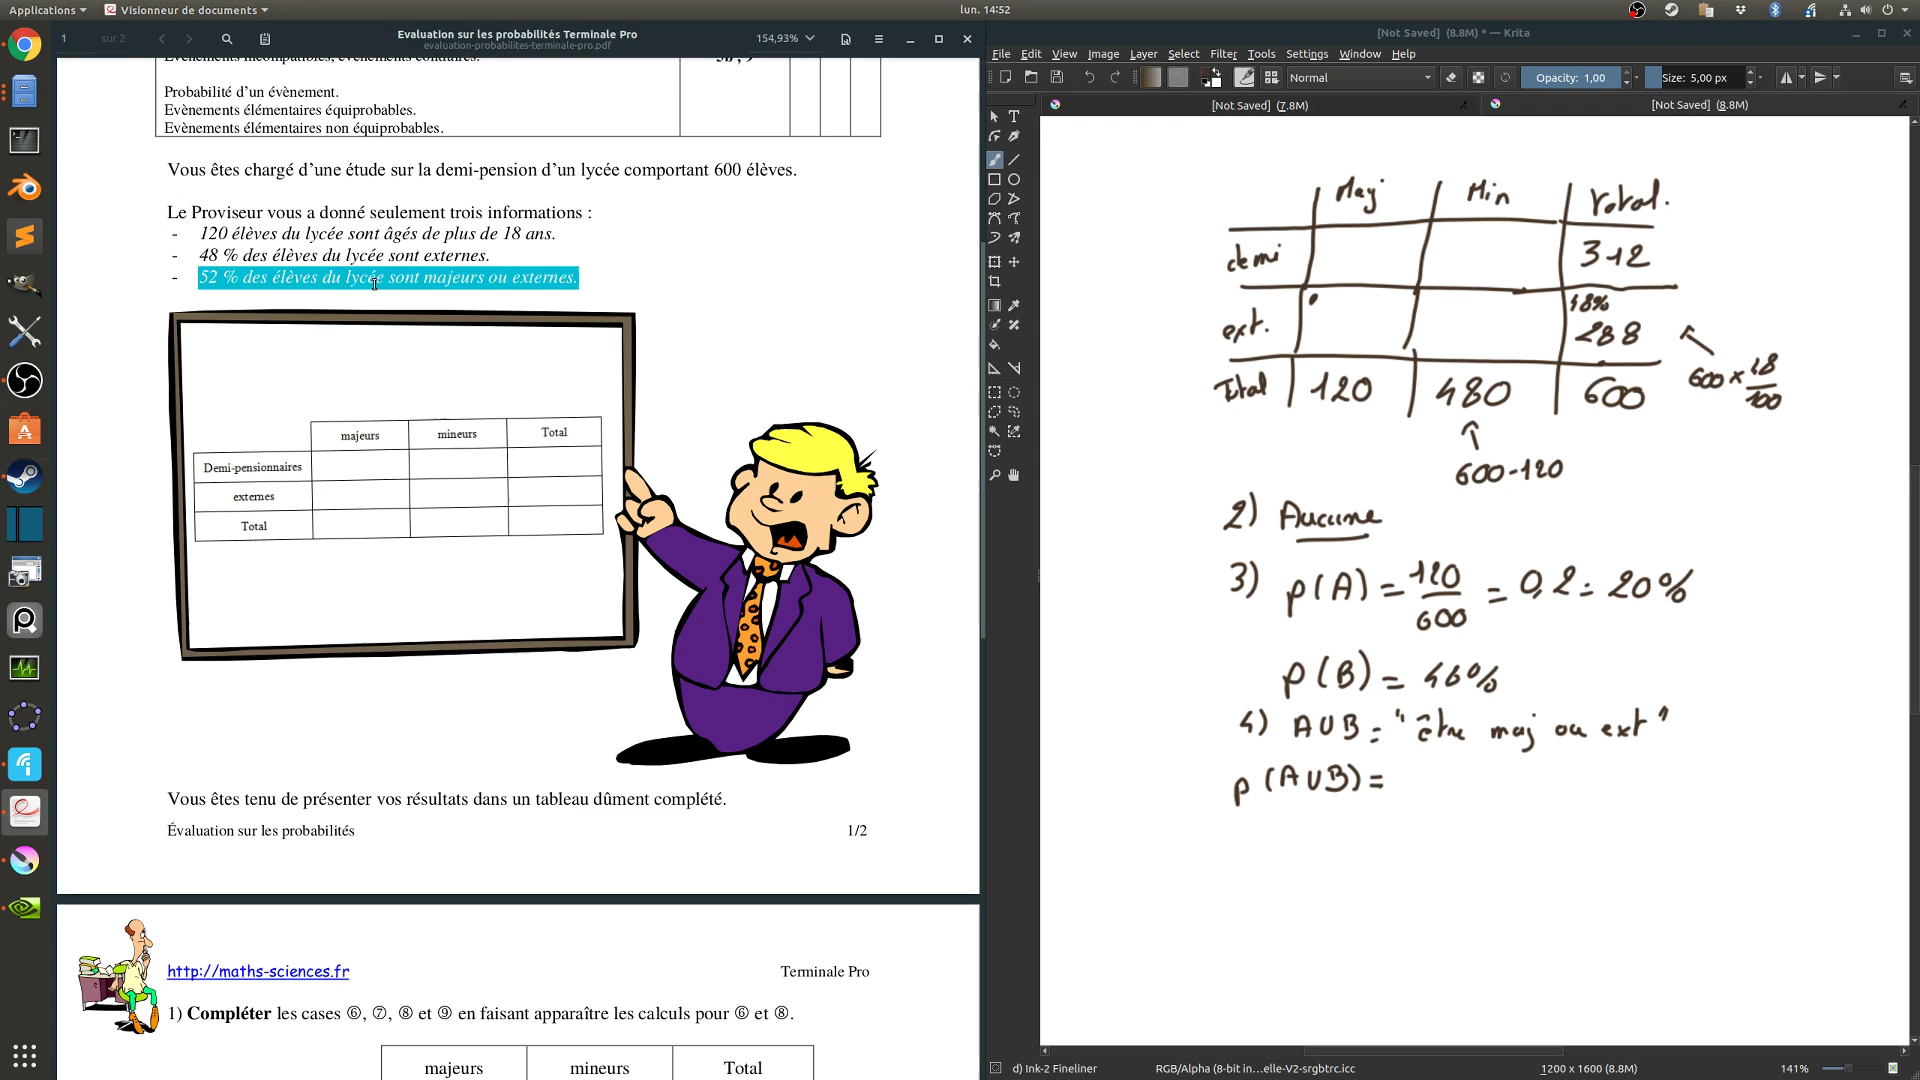 Applications
Visionneur de documents
lun. 14:52
1
sur 2
Evaluation sur les probabilités Terminale Pro
evaluation-probabilites-terminale-pro.pdf
154,93%
Probabilité d'un évènement.
Evènements élémentaires équiprobables.
Evènements élémentaires non équiprobables.
Vous êtes chargé d'une étude sur la demi-pension d'un lycée comportant 600 élèves.
Le Proviseur vous a donné seulement trois informations :
- 120 élèves du lycée sont âgés de plus de 18 ans.
- 48 % des élèves du lycée sont externes.
- 52 % des élèves du lycée sont majeurs ou externes.
majeurs mineurs Total
Demi-pensionnaires
externes
Total
Vous êtes tenu de présenter vos résultats dans un tableau dûment complété.
Évaluation sur les probabilités 1/2
http://maths-sciences.fr Terminale Pro
1) Compléter les cases ⑥, ⑦, ⑧ et ⑨ en faisant apparaître les calculs pour ⑥ et ⑧.
majeurs mineurs Total
[Not Saved] (8.8M) * — Krita
File Edit View Image Layer Select Filter Tools Settings Window Help
Normal
Opacity: 1,00
Size: 5,00 px
[Not Saved] (7.8M)
[Not Saved] (8.8M)
Maj Min Total.
demi 312
48%
ext. 288
600 × 48/100
Total 120 480 600
600-120
2) Aucune
3) p(A) = 120/600 = 0,2 = 20%
p(B) = 48%
4) A∪B = "être maj ou ext"
p(A∪B) =
d) Ink-2 Fineliner
RGB/Alpha (8-bit in...elle-V2-srgbtrc.icc
1200 x 1600 (8.8M)
141%